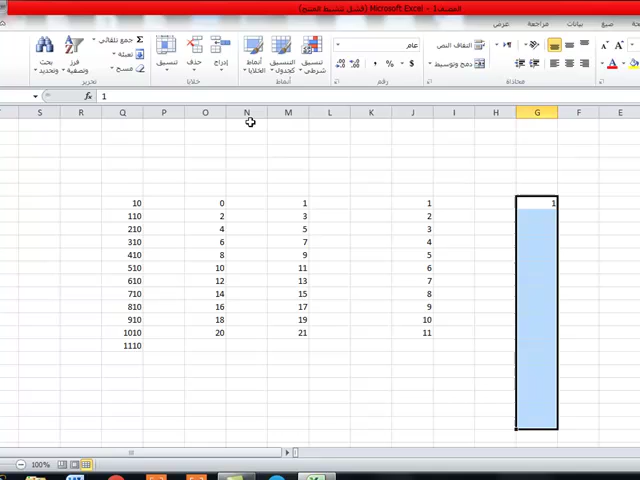 المصنف1 - Microsoft Excel (فشل تنشيط المنتج)
صيغ
بيانات
مراجعة
عرض
التفاف النص
دمج وتوسيط
محاذاة
عام
$ % ,
رقم
تنسيق شرطي
تنسيق كجدول
أنماط الخلايا
أنماط
إدراج
حذف
تنسيق
خلايا
جمع تلقائي
تعبئة
مسح
فرز وتصفية
بحث وتحديد
تحرير
fx 1
S R Q P O N M L K J I H G F E
10 0 1 1 1
110 2 3 2
210 4 5 3
310 6 7 4
410 8 9 5
510 10 11 6
610 12 13 7
710 14 15 8
810 16 17 9
910 18 19 10
1010 20 21 11
1110
100%